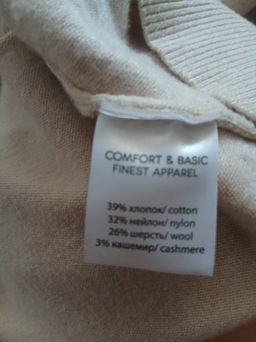 COMFORT & BASIC
FINEST APPAREL
39% хлопок/ cotton
32% нейлон/ nylon
26% шерсть/ wool
3% кашемир/ cashmere